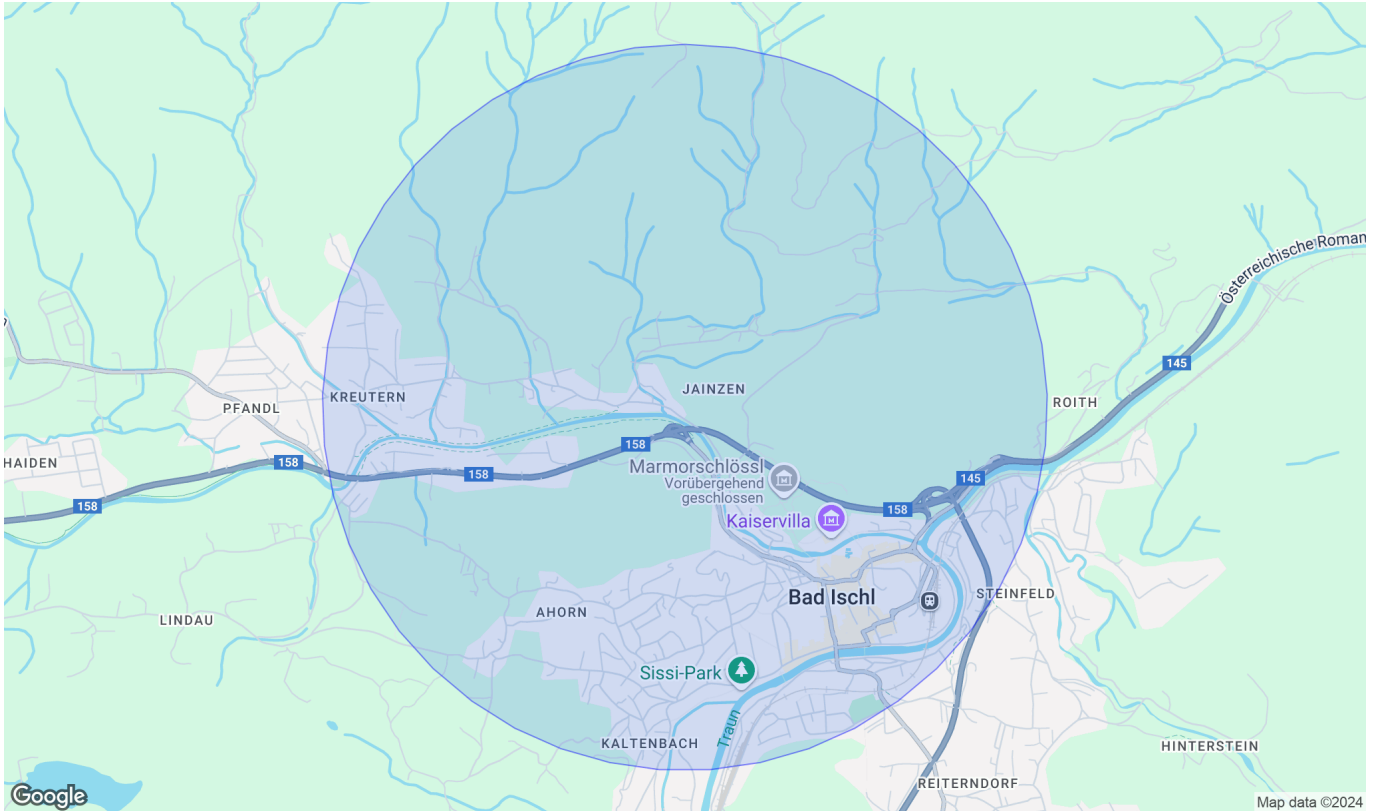 Österreichische Roman
145
JAINZEN
KREUTERN
PFANDL
ROITH
158
HAIDEN
158
158
158
Marmorschlössl
Vorübergehend
geschlossen
145
158
Kaiservilla
Bad Ischl
STEINFELD
AHORN
LINDAU
Sissi-Park
Traun
KALTENBACH
HINTERSTEIN
REITERNDORF
Google
Map data ©2024